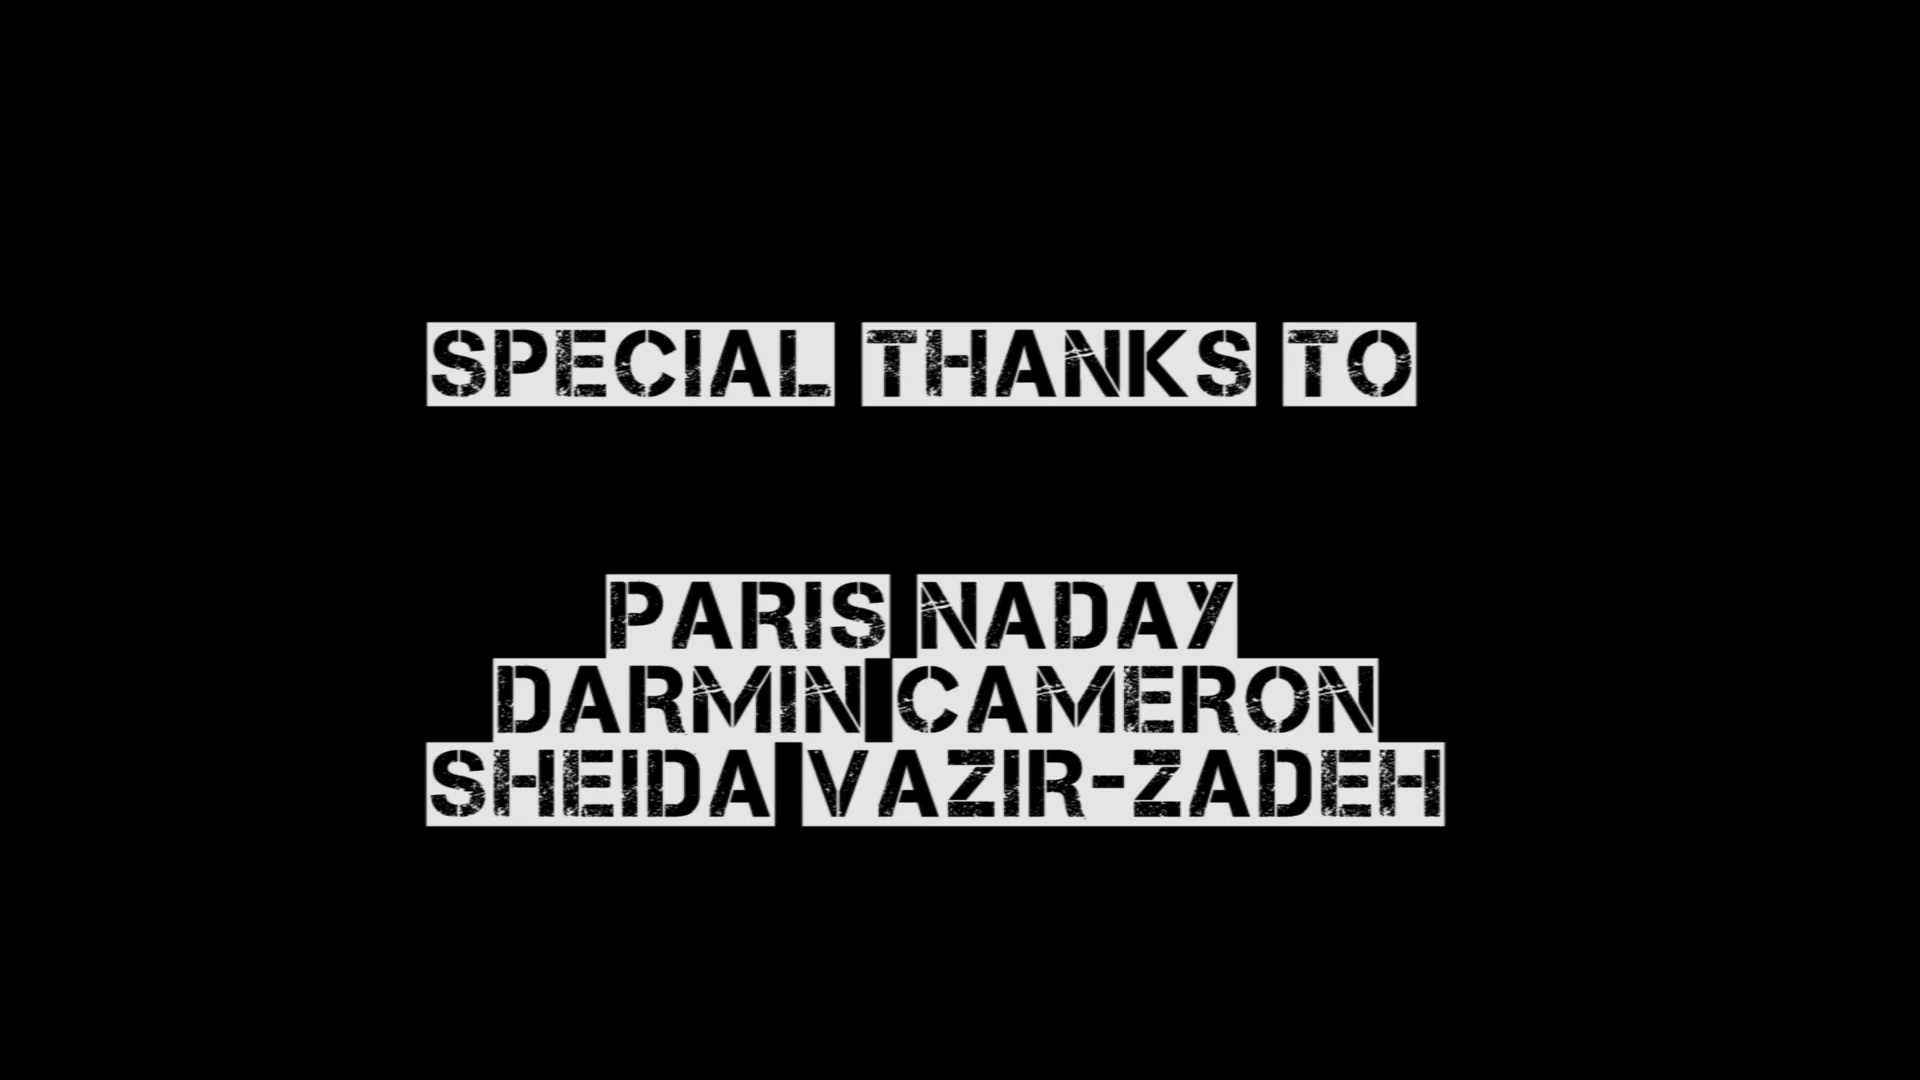 SPECIAL THANKS TO
PARIS NADAY
DARMIN CAMERON
SHEIDA VAZIR-ZADEH